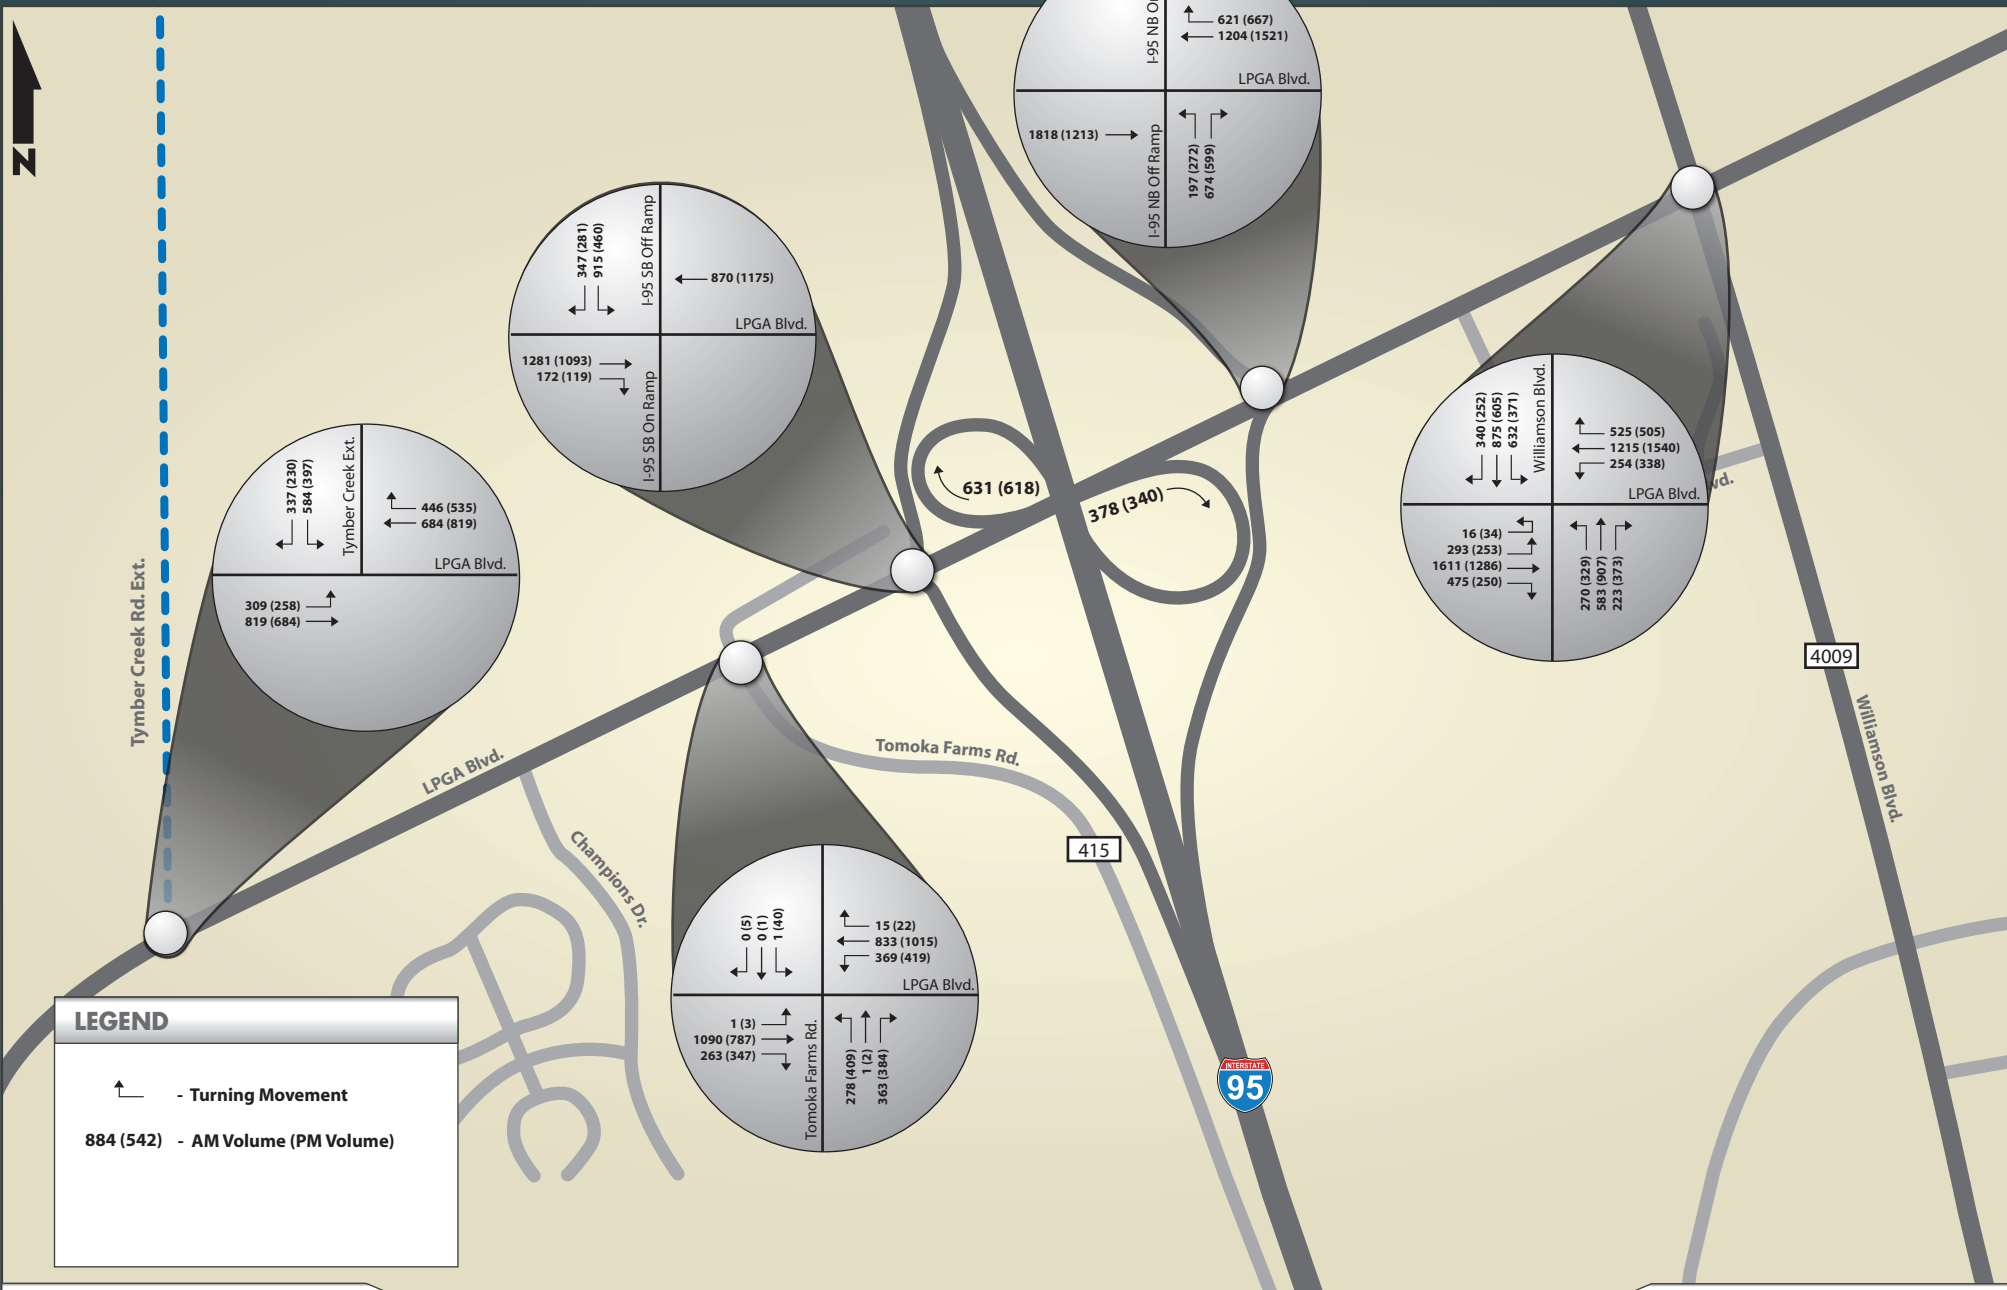 N
Tymber Creek Rd. Ext.
I-95 NB O
621 (667)
1204 (1521)
LPGA Blvd.
1818 (1213)
I-95 NB Off Ramp
197 (272)
674 (599)
347 (281)
915 (460)
I-95 SB Off Ramp
870 (1175)
LPGA Blvd.
1281 (1093)
172 (119)
I-95 SB On Ramp
337 (230)
584 (397)
Tymber Creek Ext.
446 (535)
684 (819)
LPGA Blvd.
309 (258)
819 (684)
631 (618)
378 (340)
340 (252)
875 (605)
632 (371)
Williamson Blvd.
525 (505)
1215 (1540)
254 (338)
LPGA Blvd.
16 (34)
293 (253)
1611 (1286)
475 (250)
270 (329)
583 (907)
223 (373)
vd.
4009
Williamson Blvd.
LPGA Blvd.
Champions Dr.
Tomoka Farms Rd.
415
0 (5)
0 (1)
1 (40)
15 (22)
833 (1015)
369 (419)
LPGA Blvd.
1 (3)
1090 (787)
263 (347)
Tomoka Farms Rd.
278 (409)
1 (2)
363 (384)
INTERSTATE
95
LEGEND
- Turning Movement
884 (542) - AM Volume (PM Volume)